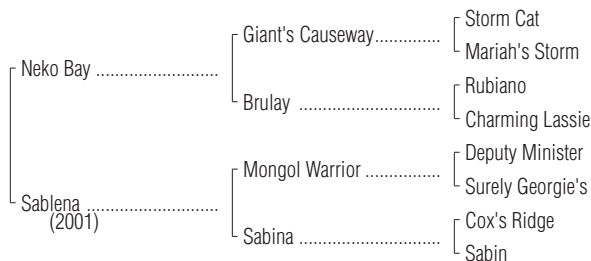 Storm Cat
Giant's Causeway..............
Mariah's Storm
Neko Bay ..........................
Rubiano
Brulay ..............................
Charming Lassie
Deputy Minister
Mongol Warrior ................
Surely Georgie's
Sablena ............................
(2001)
Cox's Ridge
Sabina ..............................
Sabin